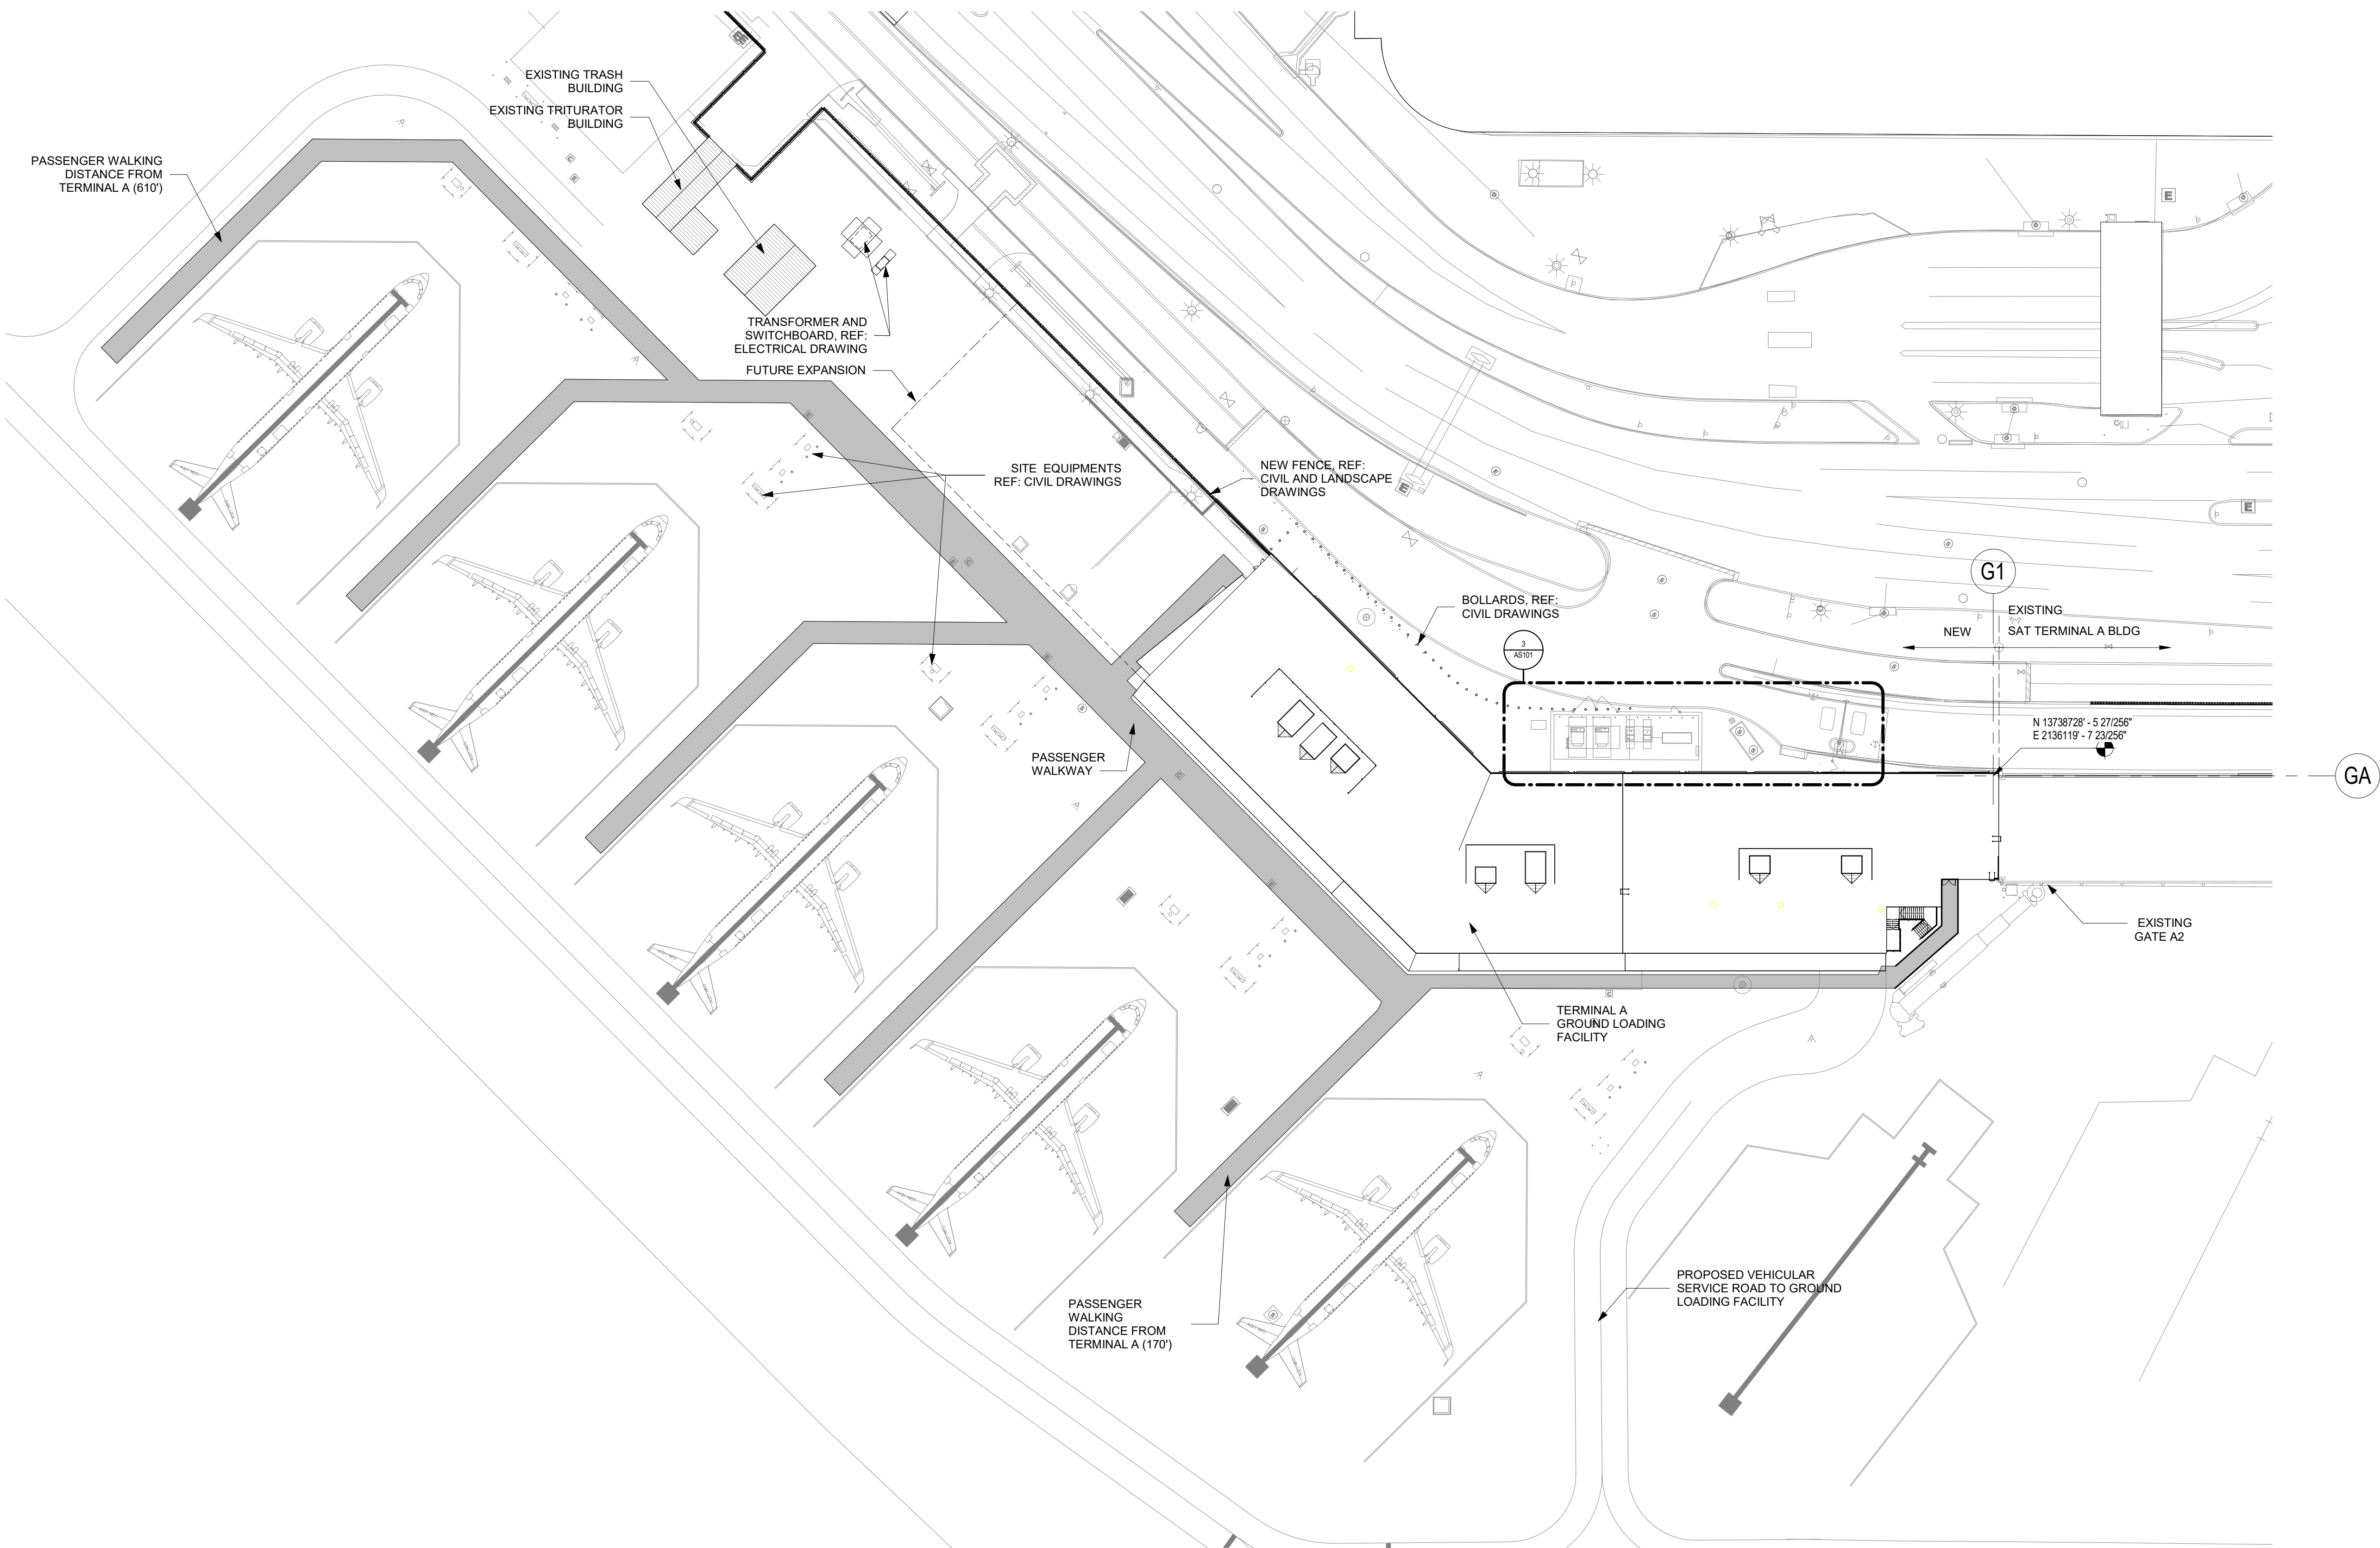 EXISTING TRASH
BUILDING
EXISTING TRITURATOR
BUILDING
PASSENGER WALKING
DISTANCE FROM
TERMINAL A (610')
TRANSFORMER AND
SWITCHBOARD, REF:
ELECTRICAL DRAWING
FUTURE EXPANSION
SITE EQUIPMENTS
REF: CIVIL DRAWINGS
NEW FENCE, REF:
CIVIL AND LANDSCAPE
DRAWINGS
E
E
E
BOLLARDS, REF:
CIVIL DRAWINGS
3
AS101
G1
EXISTING
NEW
SAT TERMINAL A BLDG
N 13738728' - 5 27/256"
E 2136119' - 7 23/256"
GA
PASSENGER
WALKWAY
EXISTING
GATE A2
TERMINAL A
GROUND LOADING
FACILITY
PROPOSED VEHICULAR
SERVICE ROAD TO GROUND
LOADING FACILITY
PASSENGER
WALKING
DISTANCE FROM
TERMINAL A (170')